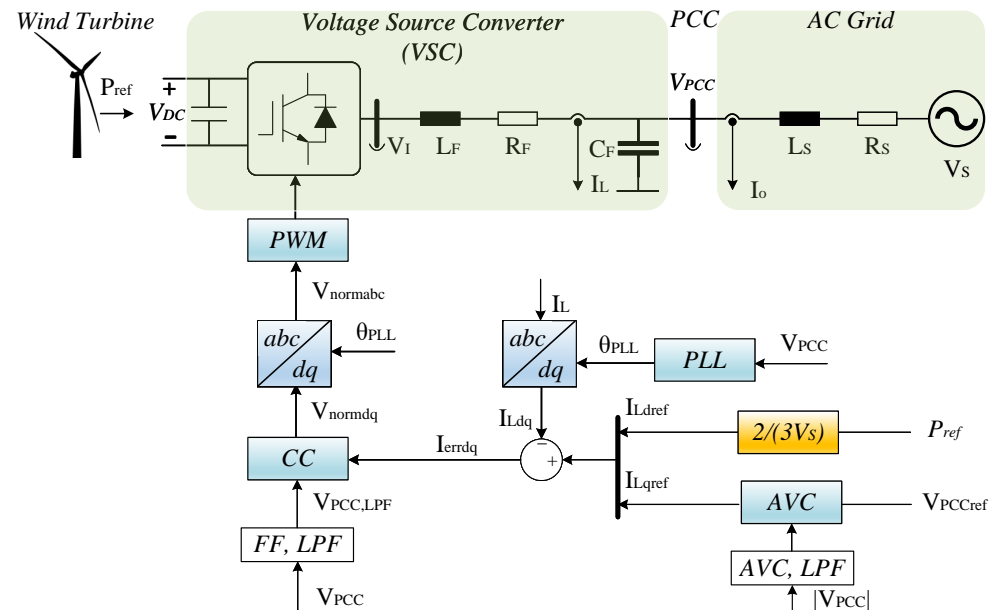 Wind Turbine
Voltage Source Converter
(VSC)
PCC
AC Grid
Pref
+
VDC
-
VI
LF
RF
IL
CF
VPCC
Io
LS
RS
VS
PWM
Vnormabc
abc
dq
θPLL
Vnormdq
CC
VPCC,LPF
FF, LPF
VPCC
IL
abc
dq
θPLL
PLL
VPCC
ILdq
Ierrdq
-
+
ILdref
2/(3VS)
Pref
ILqref
AVC
VPCCref
AVC, LPF
|VPCC|